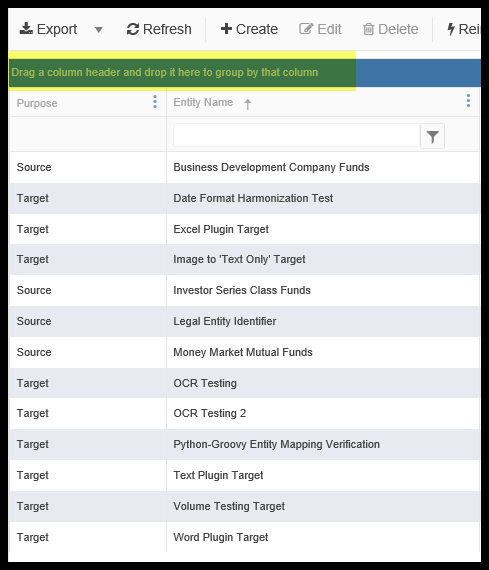 Export Refresh Create Edit Delete
Drag a column header and drop it here to group by that column
Purpose Entity Name
Source Business Development Company Funds
Target Date Format Harmonization Test
Target Excel Plugin Target
Target Image to 'Text Only' Target
Source Investor Series Class Funds
Source Legal Entity Identifier
Source Money Market Mutual Funds
Target OCR Testing
Target OCR Testing 2
Target Python-Groovy Entity Mapping Verification
Target Text Plugin Target
Target Volume Testing Target
Target Word Plugin Target